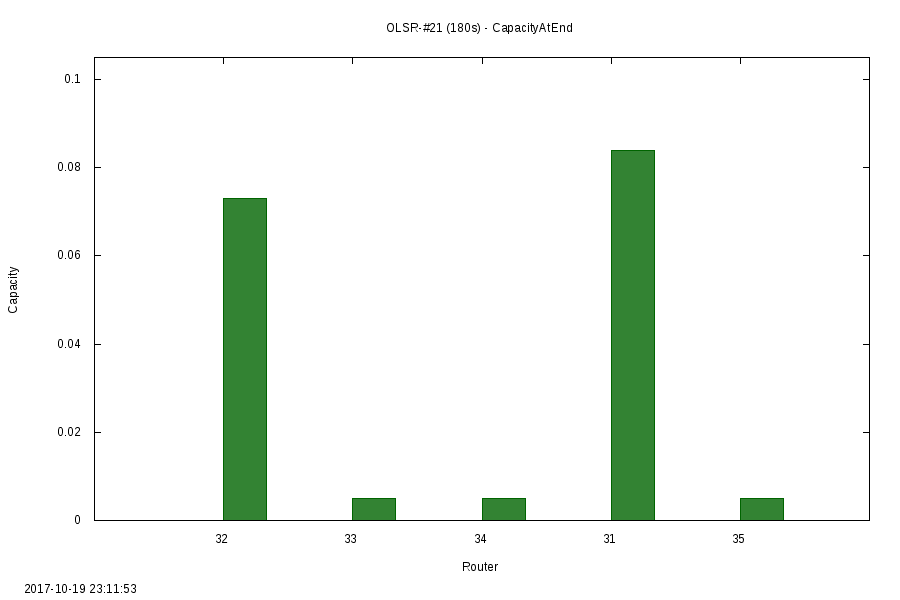 OLSR-#21 (180s) - CapacityAtEnd
0.1
0.08
0.06
0.04
0.02
0
Capacity
32 33 34 31 35
Router
2017-10-19 23:11:53